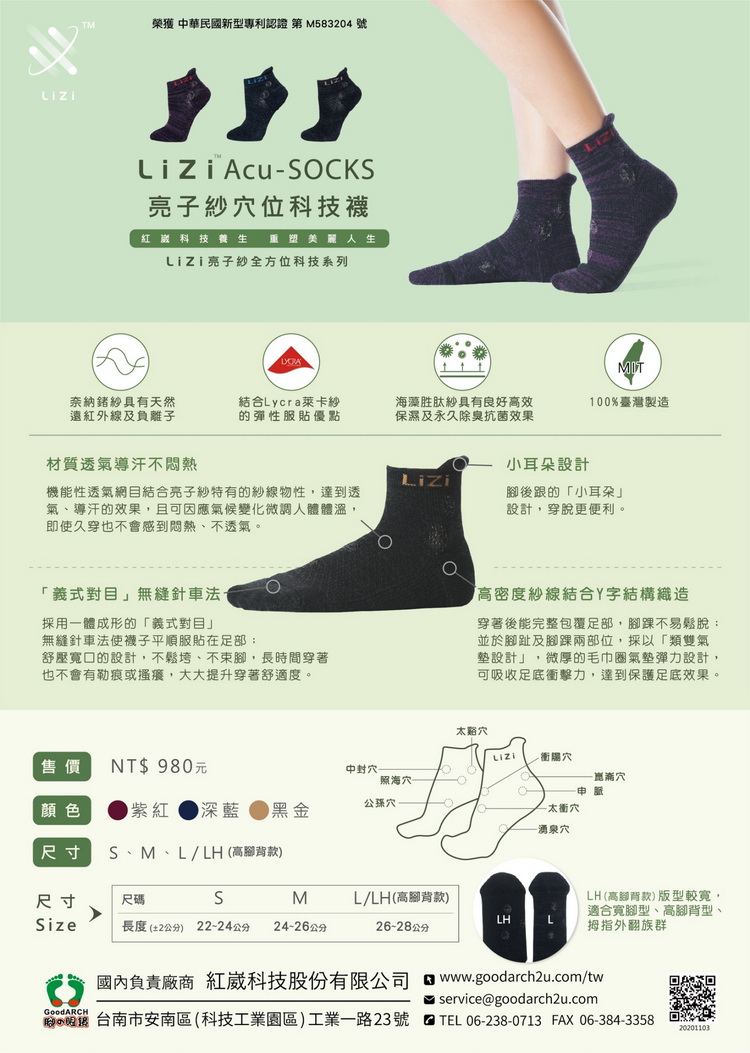 TM
LiZi
榮獲 中華民國新型專利認證 第 M583204 號
LiZi™ Acu-SOCKS
亮子紗穴位科技襪
紅崴科技養生 重塑美麗人生
LiZi亮子紗全方位科技系列
LYCRA
MIT
奈納鍺紗具有天然
遠紅外線及負離子
結合Lycra萊卡紗
的彈性服貼優點
海藻胜肽紗具有良好高效
保濕及永久除臭抗菌效果
100%臺灣製造
材質透氣導汗不悶熱
機能性透氣網目結合亮子紗特有的紗線物性，達到透
氣、導汗的效果，且可因應氣候變化微調人體體溫，
即使久穿也不會感到悶熱、不透氣。
LiZi
小耳朵設計
腳後跟的「小耳朵」
設計，穿脫更便利。
「義式對目」無縫針車法
採用一體成形的「義式對目」
無縫針車法使襪子平順服貼在足部；
舒壓寬口的設計，不鬆垮、不束腳，長時間穿著
也不會有勒痕或搔癢，大大提升穿著舒適度。
高密度紗線結合Y字結構織造
穿著後能完整包覆足部，腳踝不易鬆脫；
並於腳趾及腳踝兩部位，採以「類雙氣
墊設計」，微厚的毛巾圈氣墊彈力設計，
可吸收足底衝擊力，達到保護足底效果。
售價 NT$ 980元
顏色 紫紅 深藍 黑金
尺寸 S、M、L / LH (高腳背款)
太谿穴
中封穴
照海穴
公孫穴
LiZi
衝陽穴
崑崙穴
申脈
太衝穴
湧泉穴
尺寸
Size
尺碼 S M L/LH(高腳背款)
長度 (±2公分) 22~24公分 24~26公分 26~28公分
LH L
LH(高腳背款) 版型較寬，
適合寬腳型、高腳背型、
拇指外翻族群
GoodARCH
腳の眼鏡
國內負責廠商 紅崴科技股份有限公司
台南市安南區(科技工業園區)工業一路23號
www.goodarch2u.com/tw
service@goodarch2u.com
TEL 06-238-0713 FAX 06-384-3358
20201103